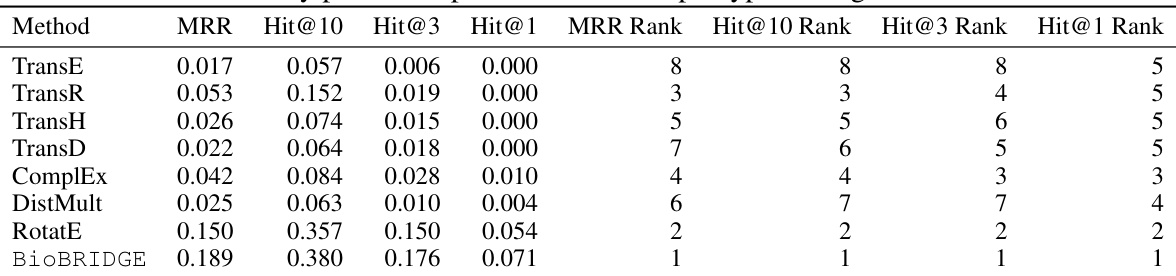 Method MRR Hit@10 Hit@3 Hit@1 MRR Rank Hit@10 Rank Hit@3 Rank Hit@1 Rank
TransE 0.017 0.057 0.006 0.000 8 8 8 5
TransR 0.053 0.152 0.019 0.000 3 3 4 5
TransH 0.026 0.074 0.015 0.000 5 5 6 5
TransD 0.022 0.064 0.018 0.000 7 6 5 5
ComplEx 0.042 0.084 0.028 0.010 4 4 3 3
DistMult 0.025 0.063 0.010 0.004 6 7 7 4
RotatE 0.150 0.357 0.150 0.054 2 2 2 2
BioBRIDGE 0.189 0.380 0.176 0.071 1 1 1 1